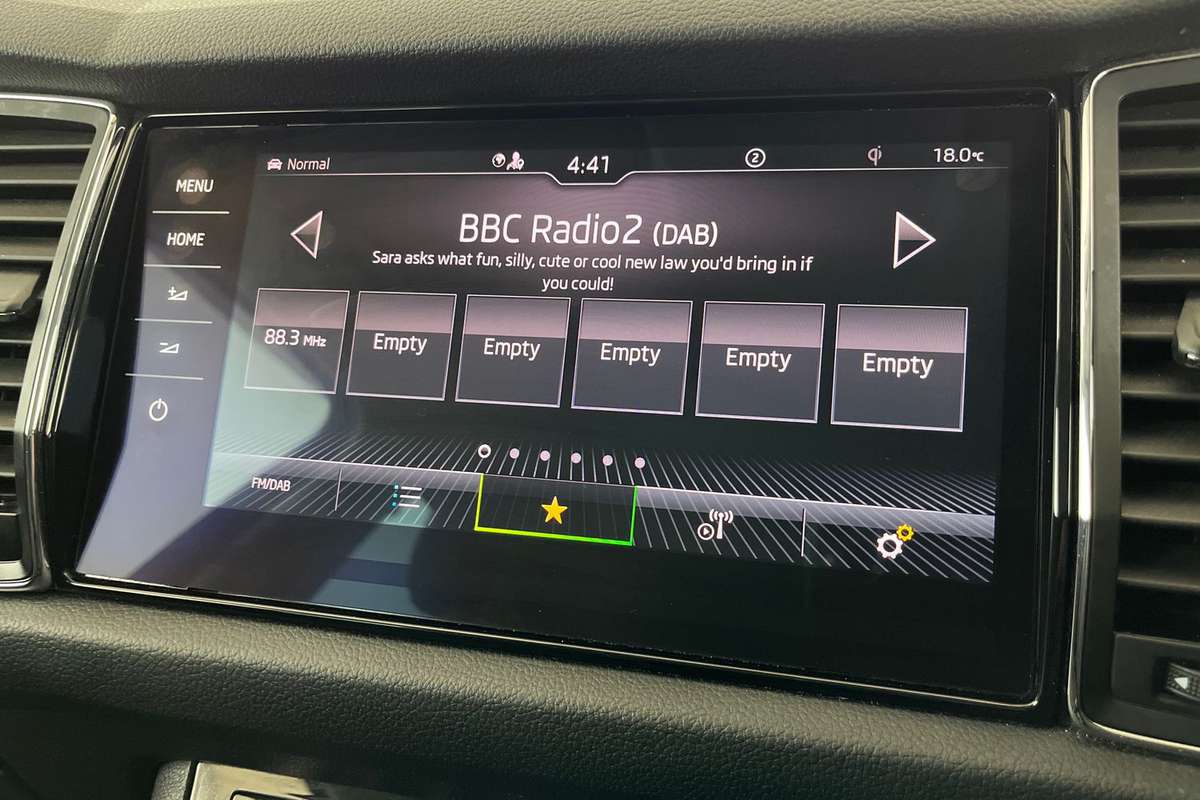 Normal
4:41
2
18.0°C
MENU
HOME
BBC Radio2 (DAB)
Sara asks what fun, silly, cute or cool new law you'd bring in if
you could!
88.3 MHz
Empty
Empty
Empty
Empty
Empty
FM/DAB